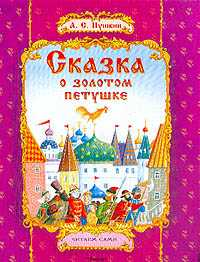 А. С. Пушкин
Сказка
о золотом
петушке
читаем сами